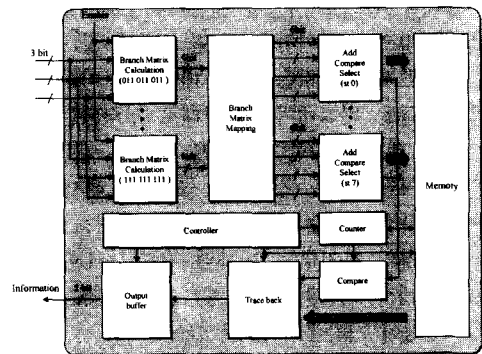 Enable
3 bit
Branch Matrix
Calculation
(011 011 011 )
Branch Matrix
Calculation
( 111 111 111 )
Branch
Matrix
Mapping
Add
Compare
Select
(st 0)
Add
Compare
Select
(st 7)
Memory
Controller
Counter
Compare
Trace back
Output
buffer
Information